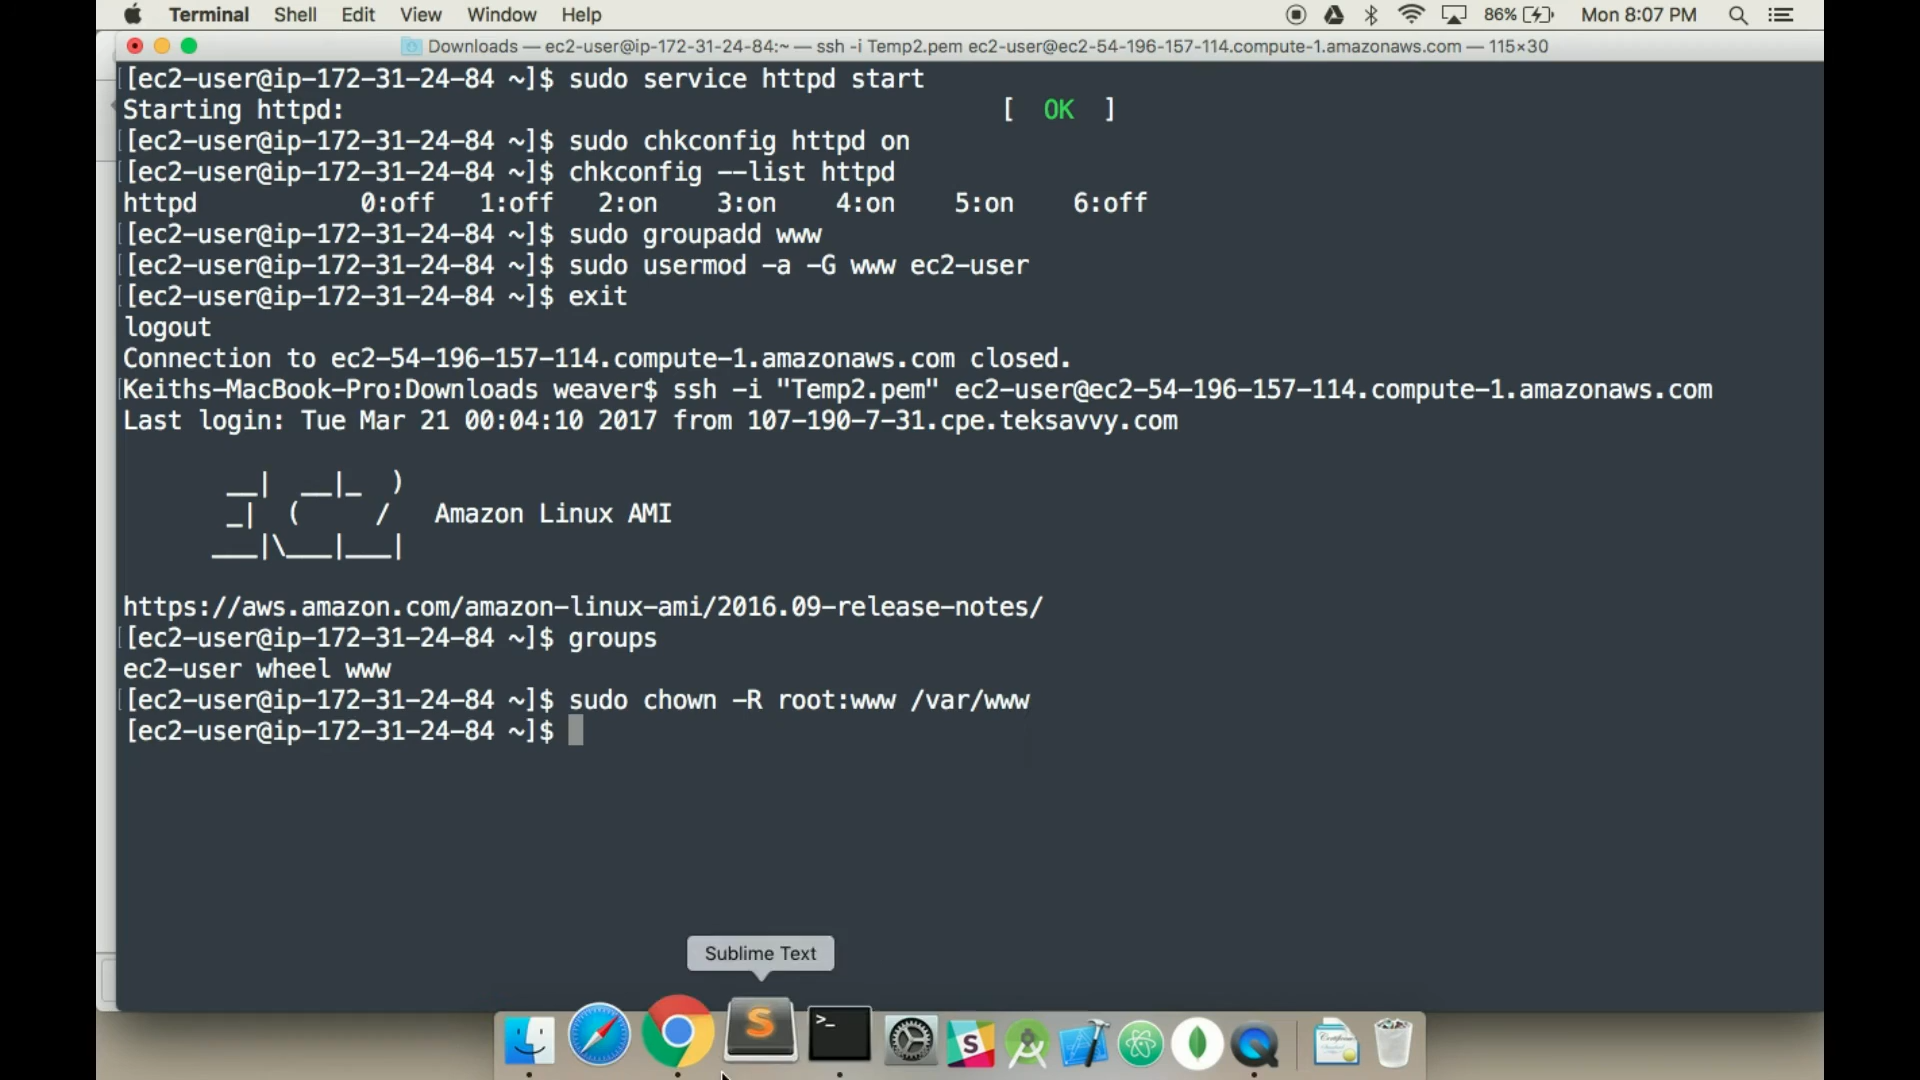 Terminal Shell Edit View Window Help 86% Mon 8:07 PM
Downloads — ec2-user@ip-172-31-24-84:~ — ssh -i Temp2.pem ec2-user@ec2-54-196-157-114.compute-1.amazonaws.com — 115×30
[ec2-user@ip-172-31-24-84 ~]$ sudo service httpd start
Starting httpd: [ OK ]
[ec2-user@ip-172-31-24-84 ~]$ sudo chkconfig httpd on
[ec2-user@ip-172-31-24-84 ~]$ chkconfig --list httpd
httpd 0:off 1:off 2:on 3:on 4:on 5:on 6:off
[ec2-user@ip-172-31-24-84 ~]$ sudo groupadd www
[ec2-user@ip-172-31-24-84 ~]$ sudo usermod -a -G www ec2-user
[ec2-user@ip-172-31-24-84 ~]$ exit
logout
Connection to ec2-54-196-157-114.compute-1.amazonaws.com closed.
Keiths-MacBook-Pro:Downloads weaver$ ssh -i "Temp2.pem" ec2-user@ec2-54-196-157-114.compute-1.amazonaws.com
Last login: Tue Mar 21 00:04:10 2017 from 107-190-7-31.cpe.teksavvy.com
__| __|_ )
_| ( / Amazon Linux AMI
___|\___|___|
https://aws.amazon.com/amazon-linux-ami/2016.09-release-notes/
[ec2-user@ip-172-31-24-84 ~]$ groups
ec2-user wheel www
[ec2-user@ip-172-31-24-84 ~]$ sudo chown -R root:www /var/www
[ec2-user@ip-172-31-24-84 ~]$
Sublime Text